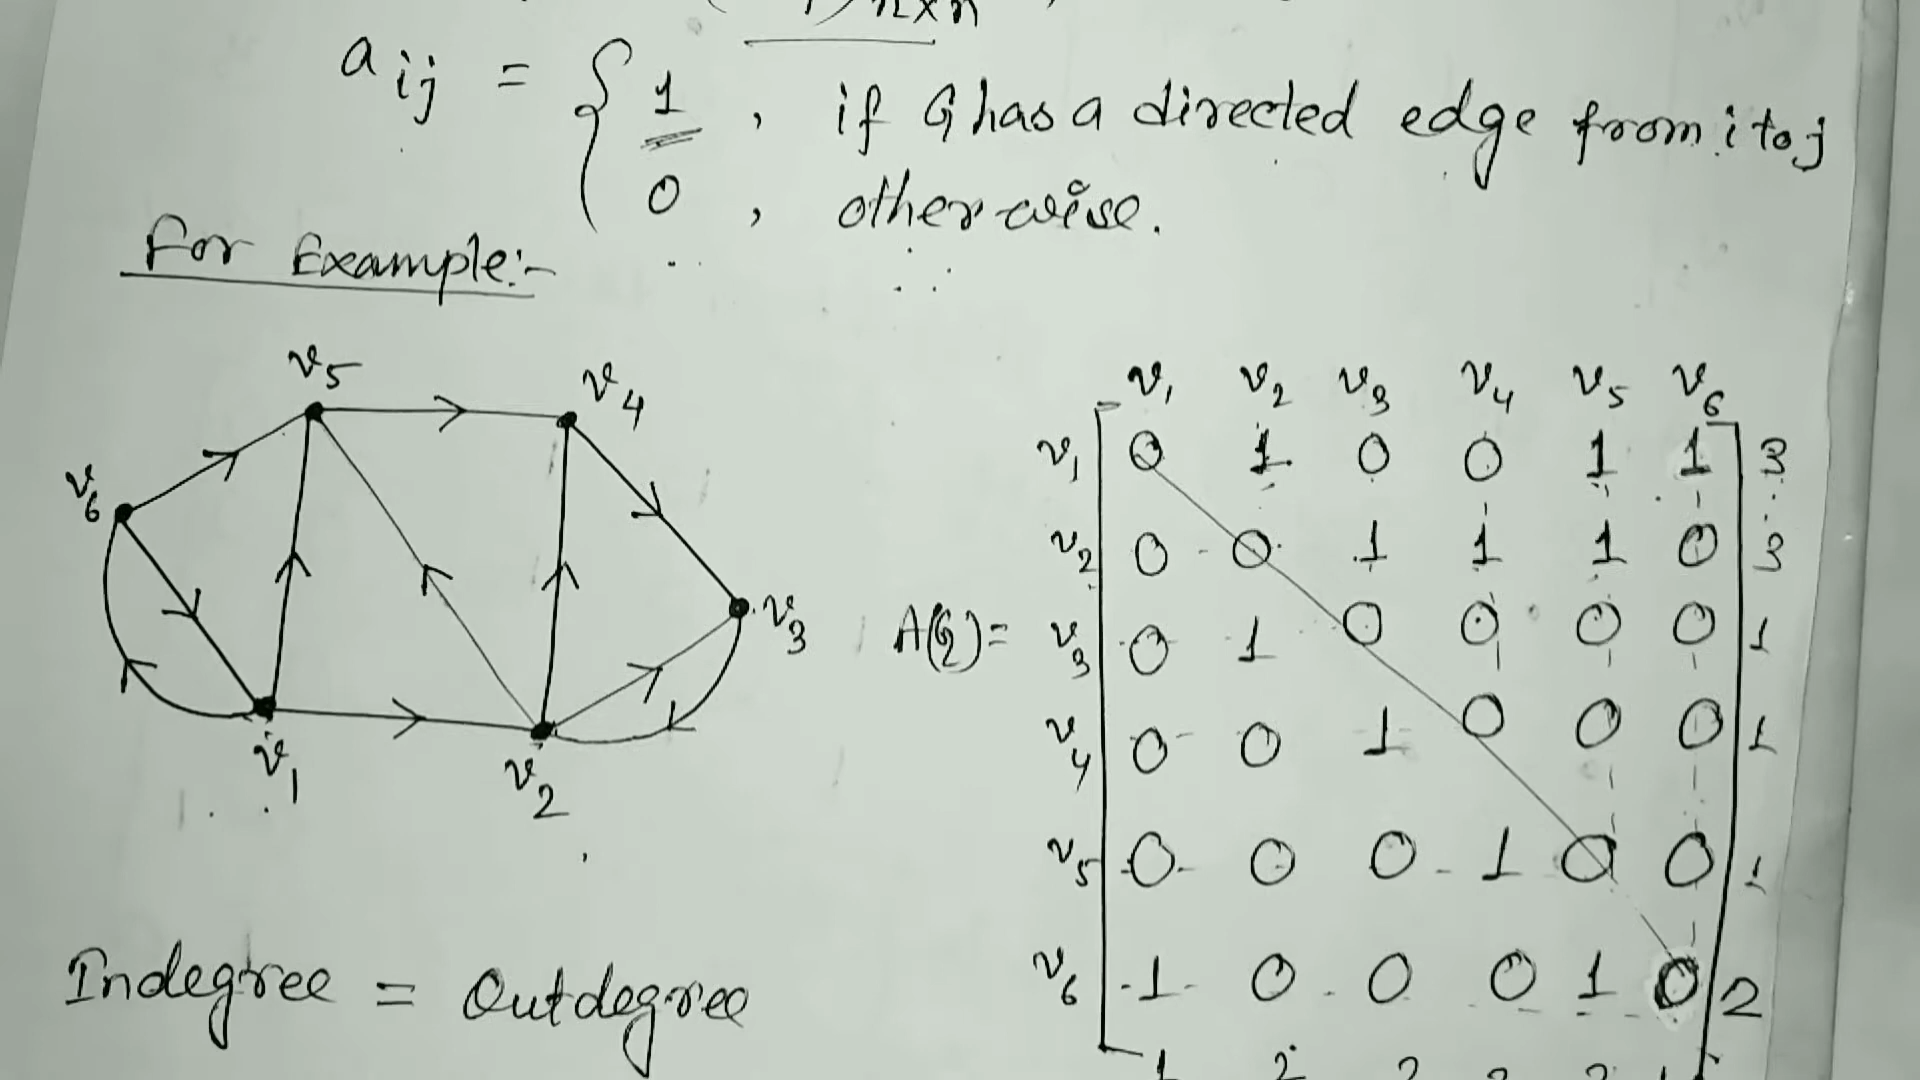 n×n
a ij = { 1 , if G has a directed edge from i to j
0 , otherwise.
For Example:-
v5
v4
v6
v3
v1
v2
v1 v2 v3 v4 v5 v6
v1 0 1 0 0 1 1 3
v2 0 0 1 1 1 0 3
A(G)= v3 0 1 0 0 0 0 1
v4 0 0 1 0 0 0 1
v5 0 0 0 1 0 0 1
v6 1 0 0 0 1 0 2
1 2
Indegree = Outdegree